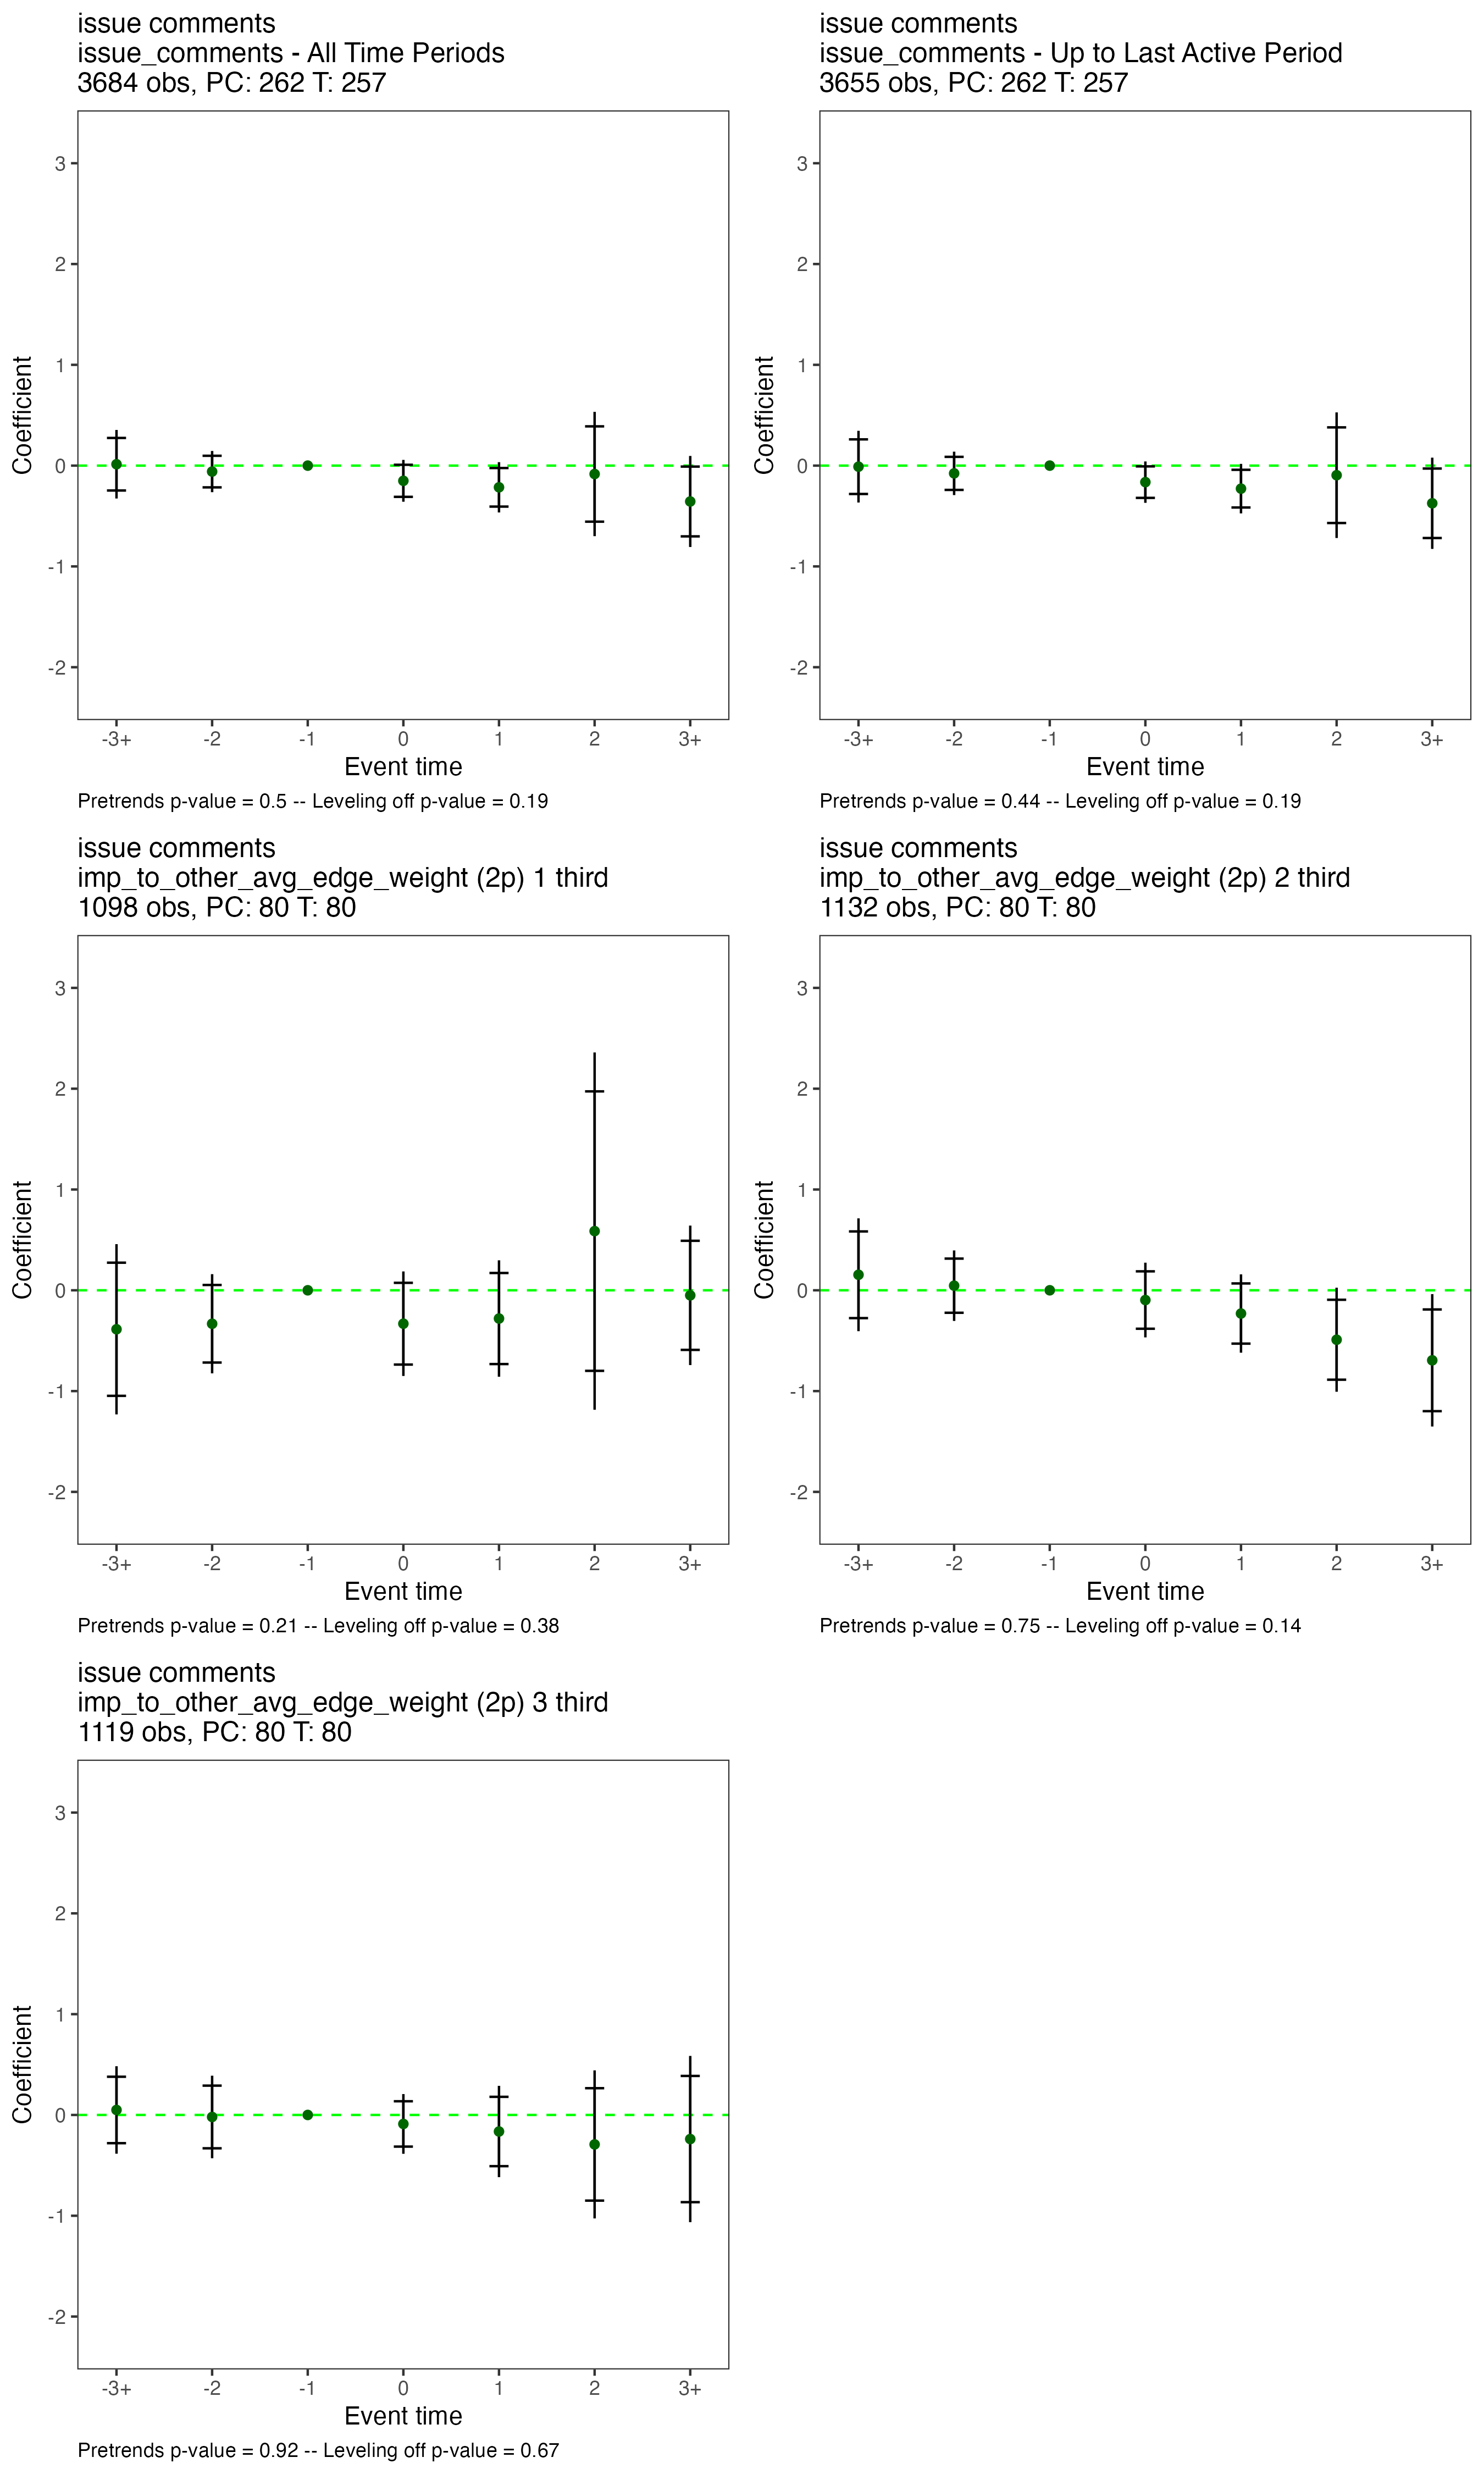 issue comments
issue_comments - All Time Periods
3684 obs, PC: 262 T: 257
3
2
1
0
-1
-2
Coefficient
-3+ -2 -1 0 1 2 3+
Event time
Pretrends p-value = 0.5 -- Leveling off p-value = 0.19
issue comments
issue_comments - Up to Last Active Period
3655 obs, PC: 262 T: 257
3
2
1
0
-1
-2
Coefficient
-3+ -2 -1 0 1 2 3+
Event time
Pretrends p-value = 0.44 -- Leveling off p-value = 0.19
issue comments
imp_to_other_avg_edge_weight (2p) 1 third
1098 obs, PC: 80 T: 80
3
2
1
0
-1
-2
Coefficient
-3+ -2 -1 0 1 2 3+
Event time
Pretrends p-value = 0.21 -- Leveling off p-value = 0.38
issue comments
imp_to_other_avg_edge_weight (2p) 2 third
1132 obs, PC: 80 T: 80
3
2
1
0
-1
-2
Coefficient
-3+ -2 -1 0 1 2 3+
Event time
Pretrends p-value = 0.75 -- Leveling off p-value = 0.14
issue comments
imp_to_other_avg_edge_weight (2p) 3 third
1119 obs, PC: 80 T: 80
3
2
1
0
-1
-2
Coefficient
-3+ -2 -1 0 1 2 3+
Event time
Pretrends p-value = 0.92 -- Leveling off p-value = 0.67